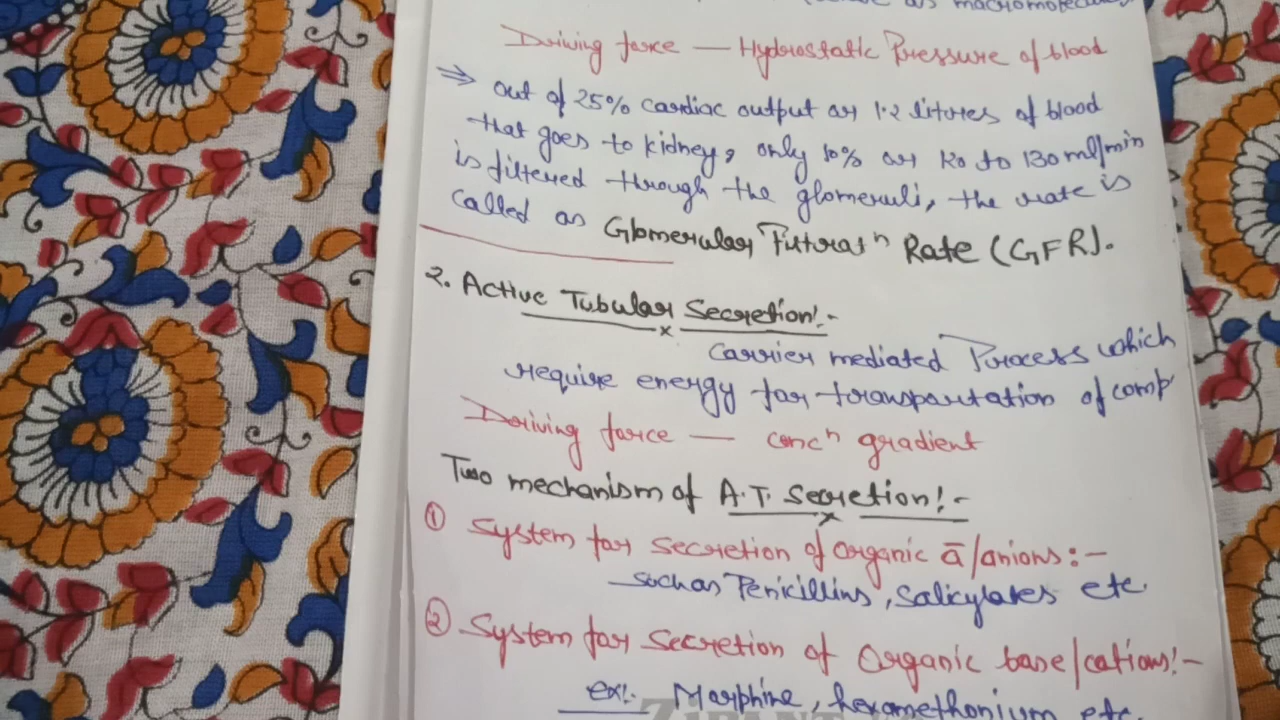 as macromolecul
Driving force — Hydrostatic Pressure of blood
⇒ out of 25% cardiac output or 1.2 litres of blood
that goes to kidney, only 10% or 120 to 130 ml/min
is filtered through the glomeruli, the rate is
called as Glomerular Filtratⁿ Rate (GFR).
2. Active Tubular Secretion:-
Carrier mediated Process which
require energy for transportation of comp
Driving force — concⁿ gradient
Two mechanism of A.T. Secretion:-
① System for secretion of organic ā/anions:-
such as Penicillins, Salicylates etc.
② System for secretion of organic base/cations:-
ex:- Morphine, hexamethonium etc.